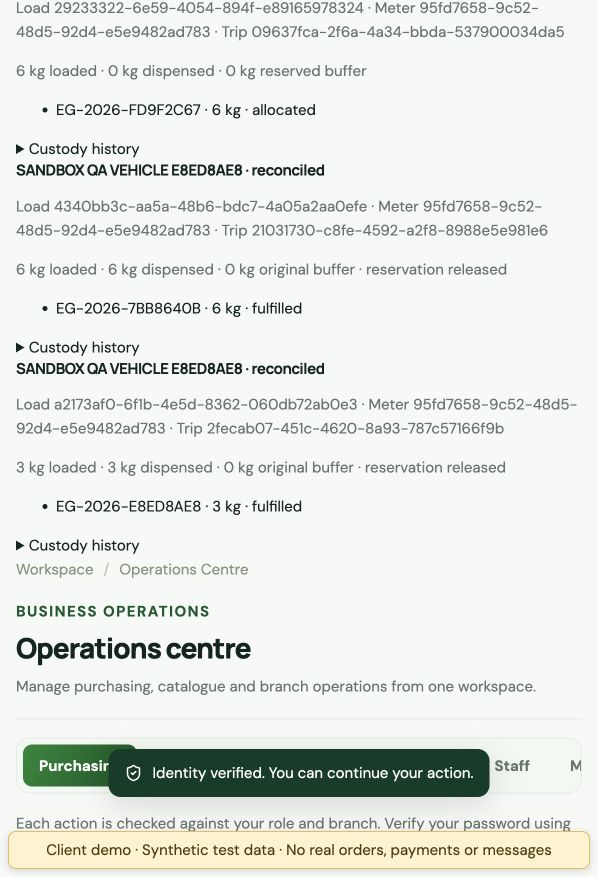 Load 29233322-6e59-4054-894f-e89165978324 · Meter 95fd7658-9c52-
48d5-92d4-e5e9482ad783 · Trip 09637fca-2f6a-4a34-bbda-537900034da5
6 kg loaded · 0 kg dispensed · 0 kg reserved buffer
• EG-2026-FD9F2C67 · 6 kg · allocated
▶ Custody history
SANDBOX QA VEHICLE E8ED8AE8 · reconciled
Load 4340bb3c-aa5a-48b6-bdc7-4a05a2aa0efe · Meter 95fd7658-9c52-
48d5-92d4-e5e9482ad783 · Trip 21031730-c8fe-4592-a2f8-8988e5e981e6
6 kg loaded · 6 kg dispensed · 0 kg original buffer · reservation released
• EG-2026-7BB8640B · 6 kg · fulfilled
▶ Custody history
SANDBOX QA VEHICLE E8ED8AE8 · reconciled
Load a2173af0-6f1b-4e5d-8362-060db72ab0e3 · Meter 95fd7658-9c52-48d5-
92d4-e5e9482ad783 · Trip 2fecab07-451c-4620-8a93-787c57166f9b
3 kg loaded · 3 kg dispensed · 0 kg original buffer · reservation released
• EG-2026-E8ED8AE8 · 3 kg · fulfilled
▶ Custody history
Workspace / Operations Centre
BUSINESS OPERATIONS
Operations centre
Manage purchasing, catalogue and branch operations from one workspace.
Staff
Identity verified. You can continue your action.
Each action is checked against your role and branch. Verify your password using
Client demo · Synthetic test data · No real orders, payments or messages